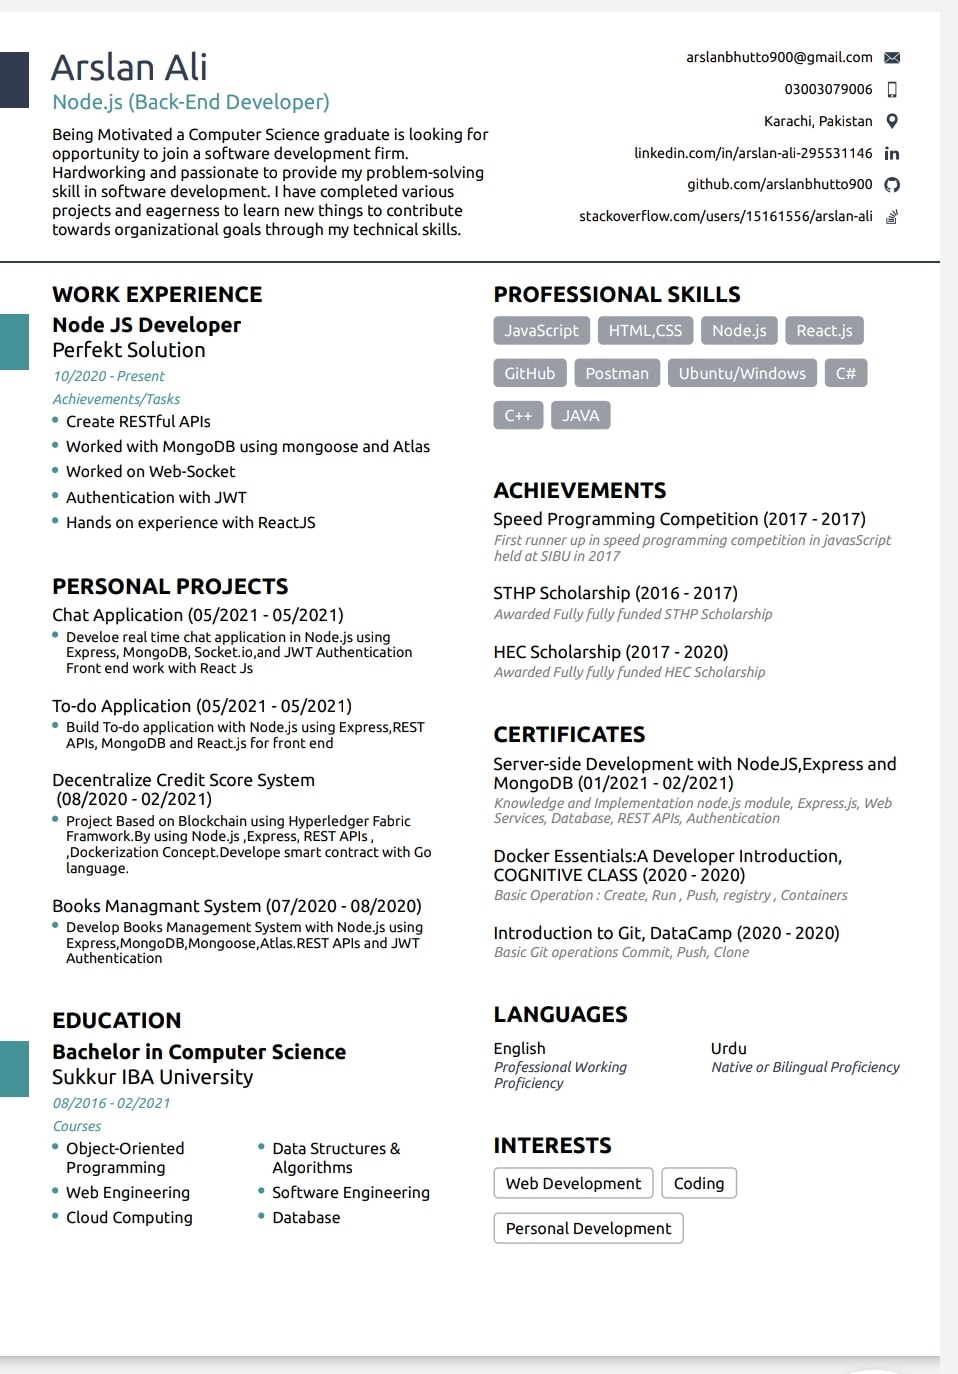 Arslan Ali
Node.js (Back-End Developer)
Being Motivated a Computer Science graduate is looking for
opportunity to join a software development firm.
Hardworking and passionate to provide my problem-solving
skill in software development. I have completed various
projects and eagerness to learn new things to contribute
towards organizational goals through my technical skills.
arslanbhutto900@gmail.com
03003079006
Karachi, Pakistan
linkedin.com/in/arslan-ali-295531146
github.com/arslanbhutto900
stackoverflow.com/users/15161556/arslan-ali
WORK EXPERIENCE
Node JS Developer
Perfekt Solution
10/2020 - Present
Achievements/Tasks
Create RESTful APIs
Worked with MongoDB using mongoose and Atlas
Worked on Web-Socket
Authentication with JWT
Hands on experience with ReactJS
PERSONAL PROJECTS
Chat Application (05/2021 - 05/2021)
Develoe real time chat application in Node.js using
Express, MongoDB, Socket.io,and JWT Authentication
Front end work with React Js
To-do Application (05/2021 - 05/2021)
Build To-do application with Node.js using Express,REST
APIs, MongoDB and React.js for front end
Decentralize Credit Score System
(08/2020 - 02/2021)
Project Based on Blockchain using Hyperledger Fabric
Framwork.By using Node.js ,Express, REST APIs ,
,Dockerization Concept.Develope smart contract with Go
language.
Books Managmant System (07/2020 - 08/2020)
Develop Books Management System with Node.js using
Express,MongoDB,Mongoose,Atlas.REST APIs and JWT
Authentication
EDUCATION
Bachelor in Computer Science
Sukkur IBA University
08/2016 - 02/2021
Courses
Object-Oriented
Programming
Web Engineering
Cloud Computing
Data Structures &
Algorithms
Software Engineering
Database
PROFESSIONAL SKILLS
JavaScript HTML,CSS Node.js React.js
GitHub Postman Ubuntu/Windows C#
C++ JAVA
ACHIEVEMENTS
Speed Programming Competition (2017 - 2017)
First runner up in speed programming competition in javasScript
held at SIBU in 2017
STHP Scholarship (2016 - 2017)
Awarded Fully fully funded STHP Scholarship
HEC Scholarship (2017 - 2020)
Awarded Fully fully funded HEC Scholarship
CERTIFICATES
Server-side Development with NodeJS,Express and
MongoDB (01/2021 - 02/2021)
Knowledge and Implementation node.js module, Express.js, Web
Services, Database, REST APIs, Authentication
Docker Essentials:A Developer Introduction,
COGNITIVE CLASS (2020 - 2020)
Basic Operation : Create, Run , Push, registry , Containers
Introduction to Git, DataCamp (2020 - 2020)
Basic Git operations Commit, Push, Clone
LANGUAGES
English
Professional Working
Proficiency
Urdu
Native or Bilingual Proficiency
INTERESTS
Web Development Coding
Personal Development